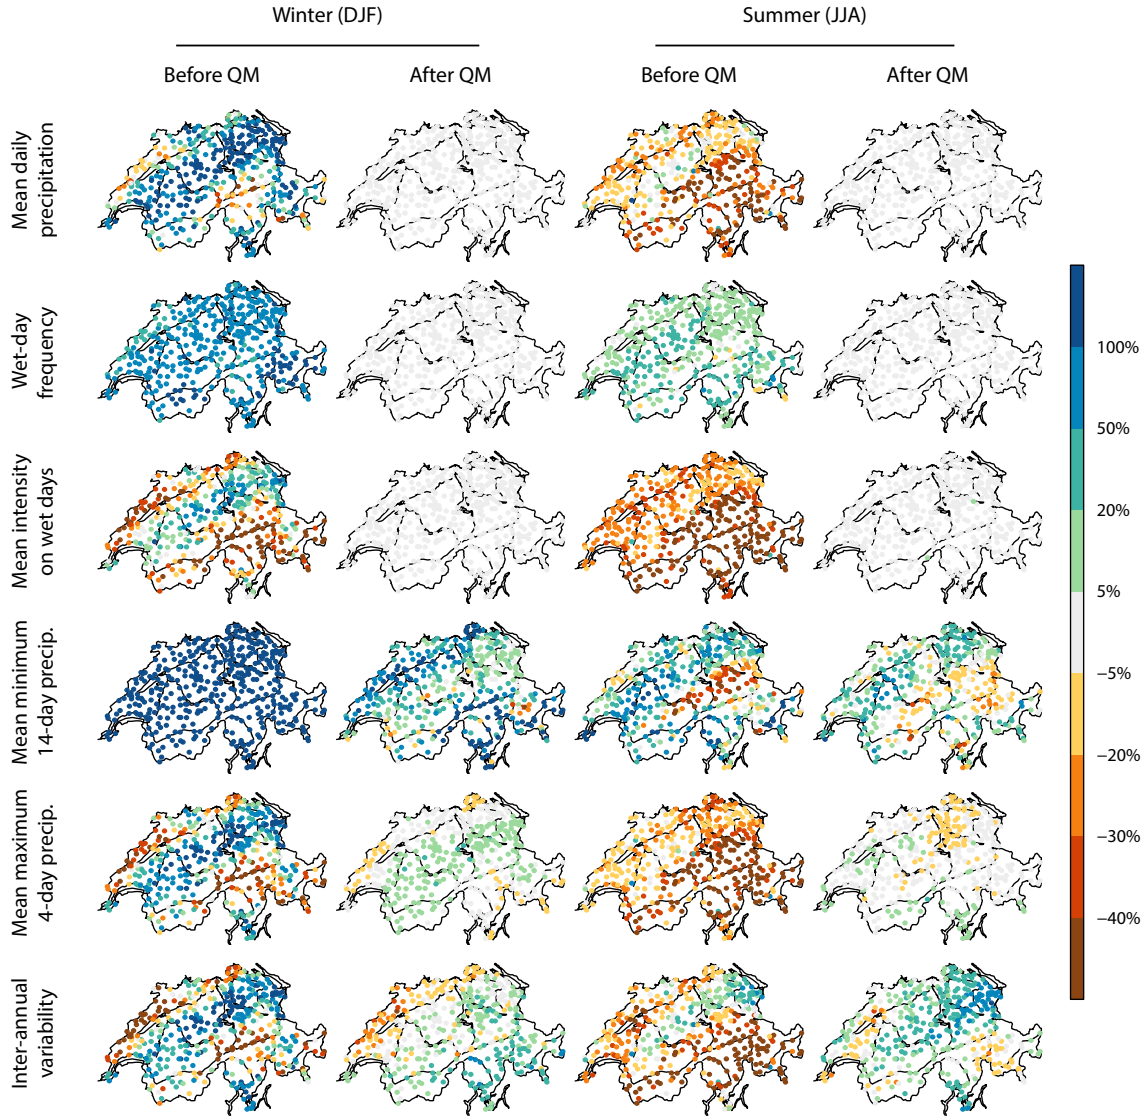 Winter (DJF)
Summer (JJA)
Before QM
After QM
Before QM
After QM
Mean daily
precipitation
Wet-day
frequency
Mean intensity
on wet days
Mean minimum
14-day precip.
Mean maximum
4-day precip.
Inter-annual
variability
100%
50%
20%
5%
−5%
−20%
−30%
−40%